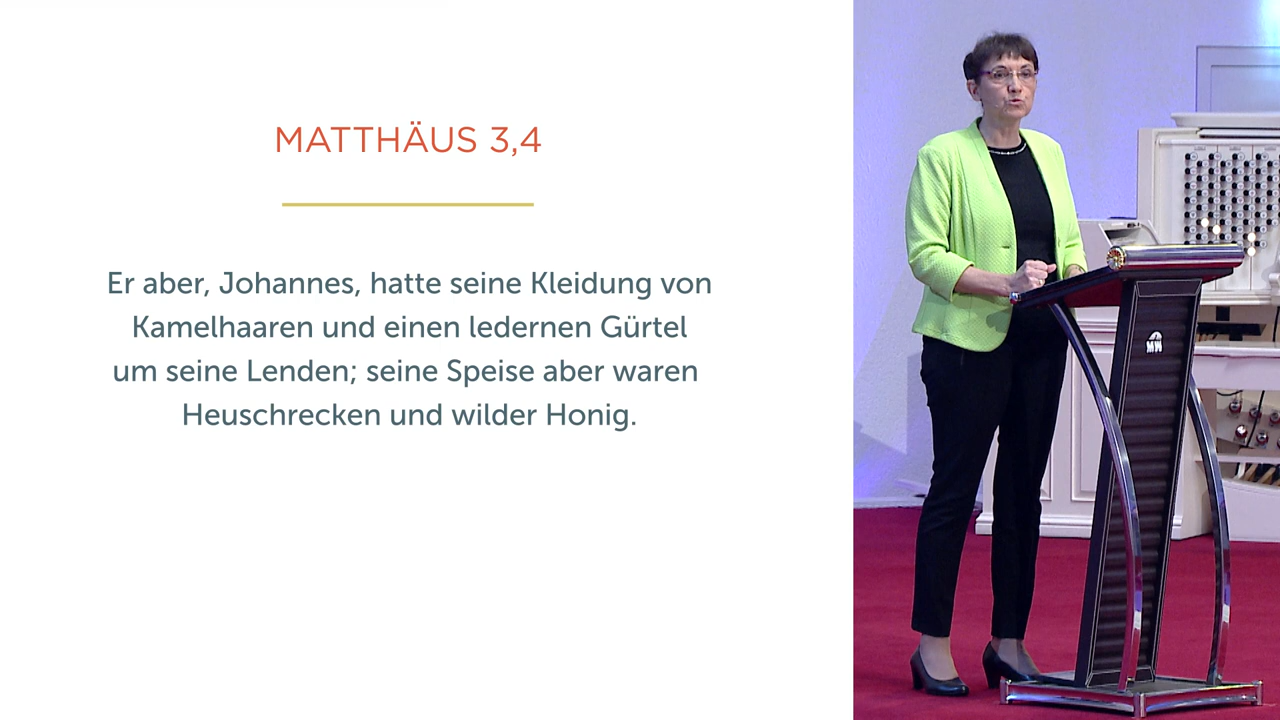 MATTHÄUS 3,4
Er aber, Johannes, hatte seine Kleidung von
Kamelhaaren und einen ledernen Gürtel
um seine Lenden; seine Speise aber waren
Heuschrecken und wilder Honig.
MW